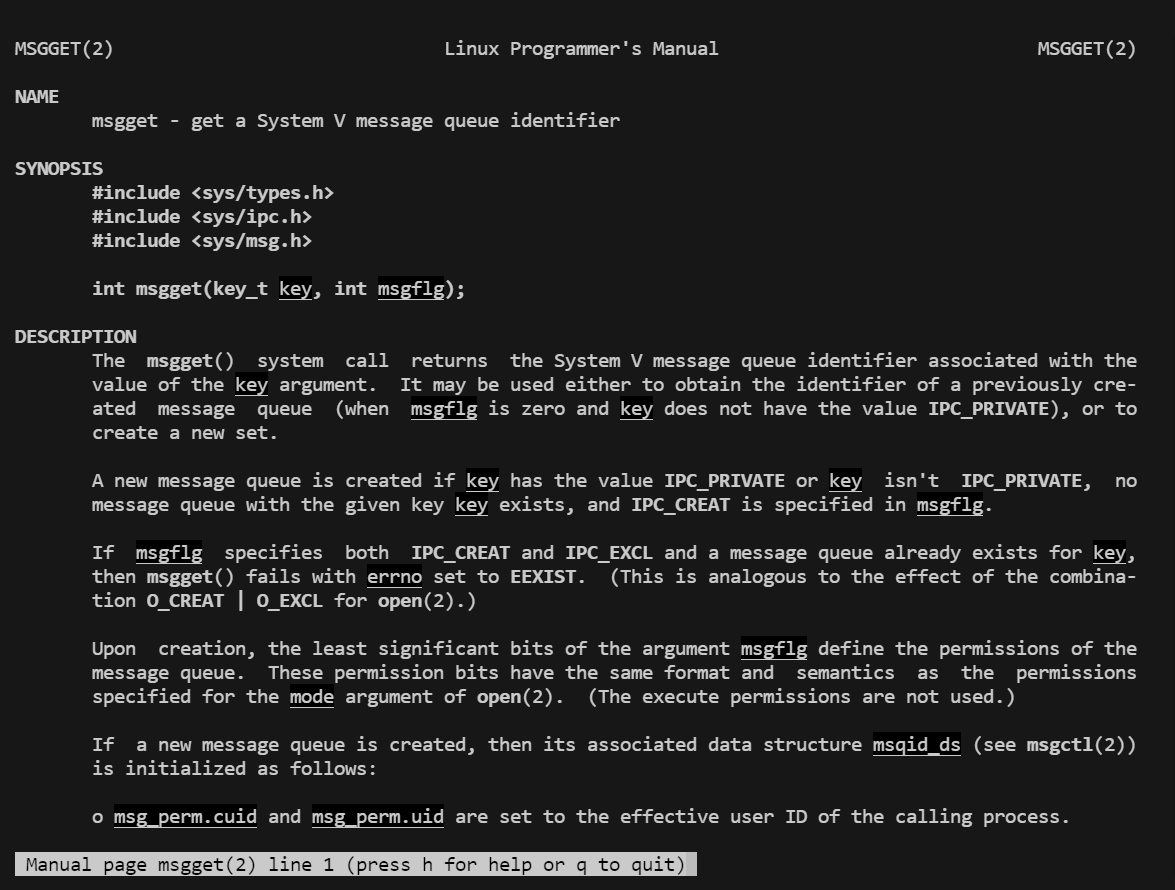 MSGGET(2)                              Linux Programmer's Manual                             MSGGET(2)
NAME
       msgget - get a System V message queue identifier
SYNOPSIS
       #include <sys/types.h>
       #include <sys/ipc.h>
       #include <sys/msg.h>
       int msgget(key_t key, int msgflg);
DESCRIPTION
       The  msgget()  system  call  returns  the System V message queue identifier associated with the
       value of the key argument.  It may be used either to obtain the identifier of a previously cre-
       ated  message  queue  (when  msgflg is zero and key does not have the value IPC_PRIVATE), or to
       create a new set.
       A new message queue is created if key has the value IPC_PRIVATE or key  isn't  IPC_PRIVATE,  no
       message queue with the given key key exists, and IPC_CREAT is specified in msgflg.
       If  msgflg  specifies  both  IPC_CREAT and IPC_EXCL and a message queue already exists for key,
       then msgget() fails with errno set to EEXIST.  (This is analogous to the effect of the combina-
       tion O_CREAT | O_EXCL for open(2).)
       Upon  creation, the least significant bits of the argument msgflg define the permissions of the
       message queue.  These permission bits have the same format and  semantics  as  the  permissions
       specified for the mode argument of open(2).  (The execute permissions are not used.)
       If  a new message queue is created, then its associated data structure msqid_ds (see msgctl(2))
       is initialized as follows:
       o msg_perm.cuid and msg_perm.uid are set to the effective user ID of the calling process.
 Manual page msgget(2) line 1 (press h for help or q to quit)